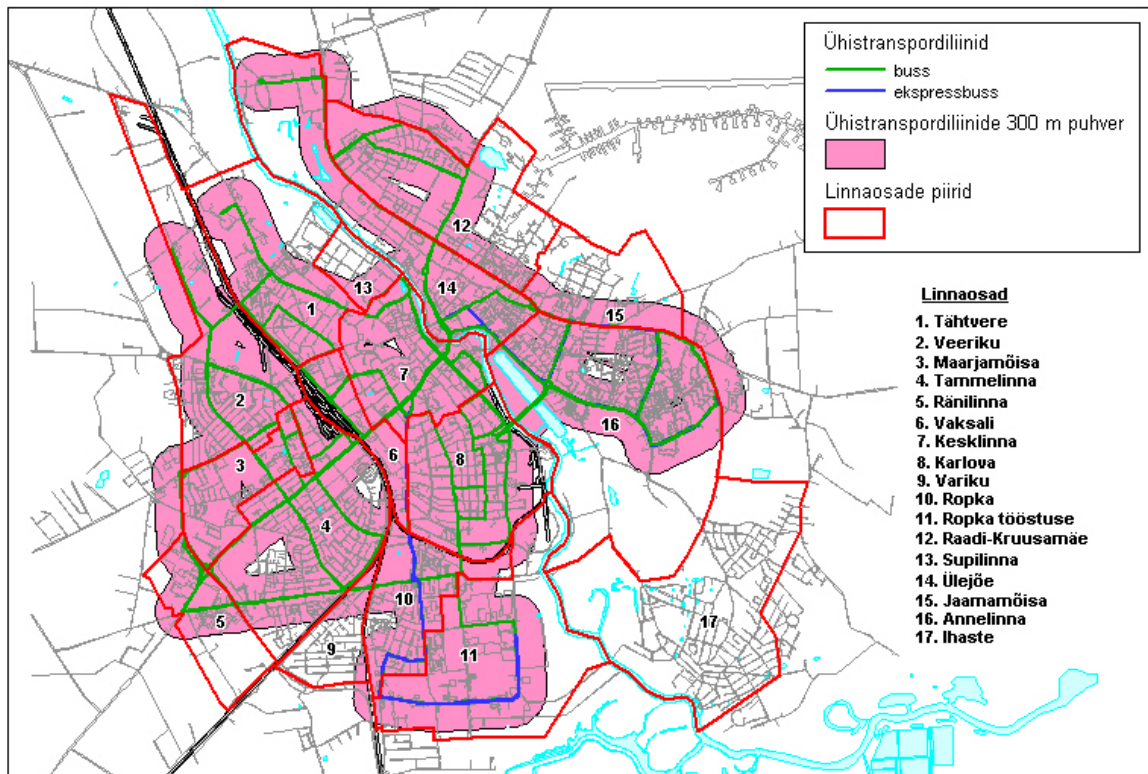 Ühistranspordiliinid
buss
ekspressbuss
Ühistranspordiliinide 300 m puhver
Linnaosade piirid
Linnaosad
1. Tähtvere
2. Veeriku
3. Maarjamõisa
4. Tammelinna
5. Ränilinna
6. Vaksali
7. Kesklinna
8. Karlova
9. Variku
10. Ropka
11. Ropka tööstuse
12. Raadi-Kruusamäe
13. Supilinna
14. Ülejõe
15. Jaamamõisa
16. Annelinna
17. Ihaste
12
13
14
1
15
7
2
16
3
6
8
4
10
5
9
11
17